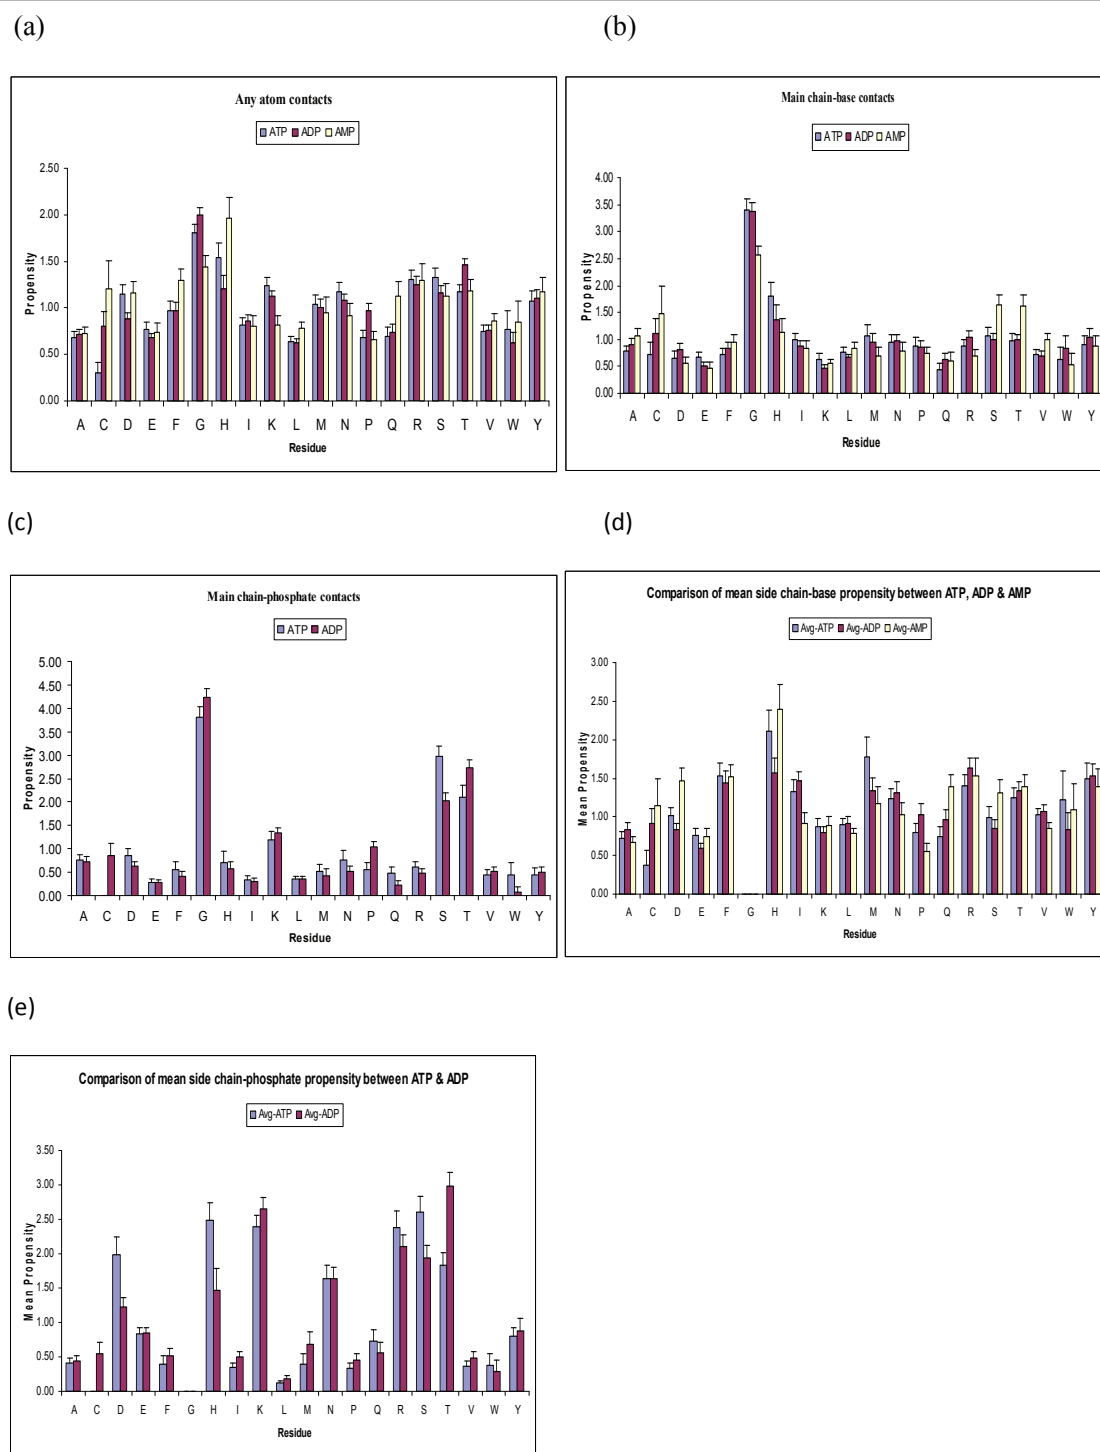 (a)
(b)
Any atom contacts
ATP ADP AMP
Propensity
2.50
2.00
1.50
1.00
0.50
0.00
A C D E F G H I K L M N P Q R S T V W Y
Residue
Main chain-base contacts
ATP ADP AMP
Propensity
4.00
3.50
3.00
2.50
2.00
1.50
1.00
0.50
0.00
A C D E F G H I K L M N P Q R S T V W Y
Residue
(c)
(d)
Main chain-phosphate contacts
ATP ADP
Propensity
5.00
4.50
4.00
3.50
3.00
2.50
2.00
1.50
1.00
0.50
0.00
A C D E F G H I K L M N P Q R S T V W Y
Residue
Comparison of mean side chain-base propensity between ATP, ADP & AMP
Avg-ATP Avg-ADP Avg-AMP
Mean Propensity
3.00
2.50
2.00
1.50
1.00
0.50
0.00
A C D E F G H I K L M N P Q R S T V W Y
Residue
(e)
Comparison of mean side chain-phosphate propensity between ATP & ADP
Avg-ATP Avg-ADP
Mean Propensity
3.50
3.00
2.50
2.00
1.50
1.00
0.50
0.00
A C D E F G H I K L M N P Q R S T V W Y
Residue